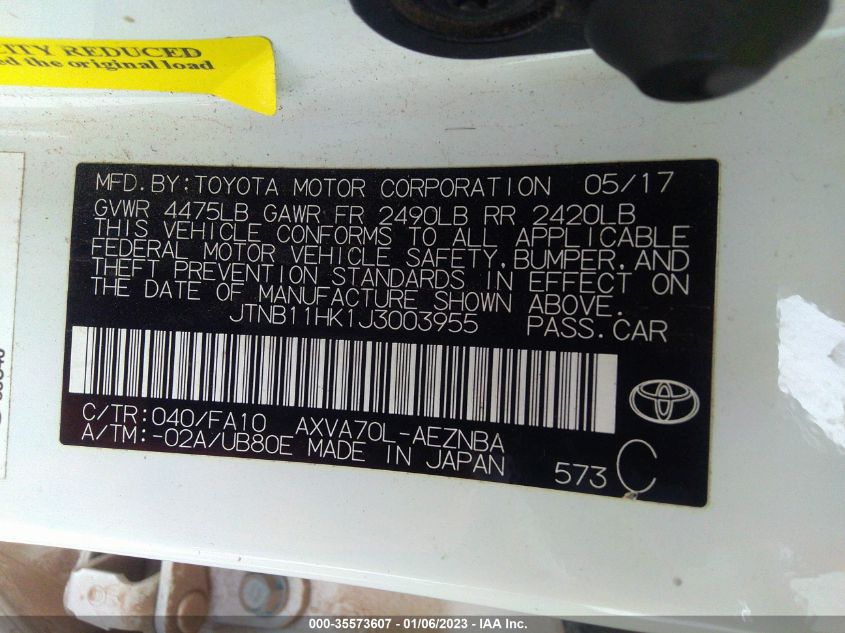 ITY REDUCED
ed the original load
MFD. BY: TOYOTA MOTOR CORPORATION 05/17
GVWR 4475LB GAWR FR 2490LB RR 2420LB
THIS VEHICLE CONFORMS TO ALL APPLICABLE
FEDERAL MOTOR VEHICLE SAFETY, BUMPER, AND
THEFT PREVENTION STANDARDS IN EFFECT ON
THE DATE OF MANUFACTURE SHOWN ABOVE.
JTNB11HK1J3003955 PASS. CAR
C/TR: 040/FA10 AXVA70L-AEZNBA
A/TM: -02A/UB80E MADE IN JAPAN
573 C
000-35573607 - 01/06/2023 - IAA Inc.